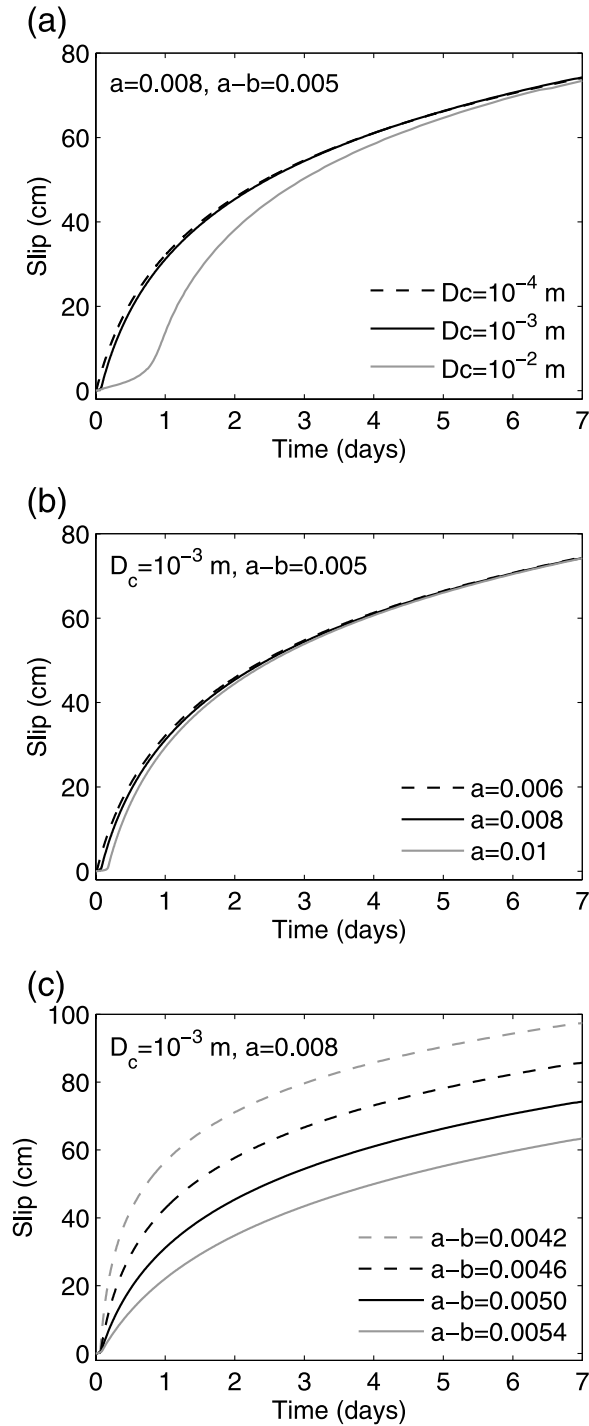 (a)
80
60
40
20
0
Slip (cm)
a=0.008, a−b=0.005
Dc=10⁻⁴ m
Dc=10⁻³ m
Dc=10⁻² m
0 1 2 3 4 5 6 7
Time (days)
(b)
80
60
40
20
0
Slip (cm)
D_c=10⁻³ m, a−b=0.005
a=0.006
a=0.008
a=0.01
0 1 2 3 4 5 6 7
Time (days)
(c)
100
80
60
40
20
0
Slip (cm)
D_c=10⁻³ m, a=0.008
a−b=0.0042
a−b=0.0046
a−b=0.0050
a−b=0.0054
0 1 2 3 4 5 6 7
Time (days)